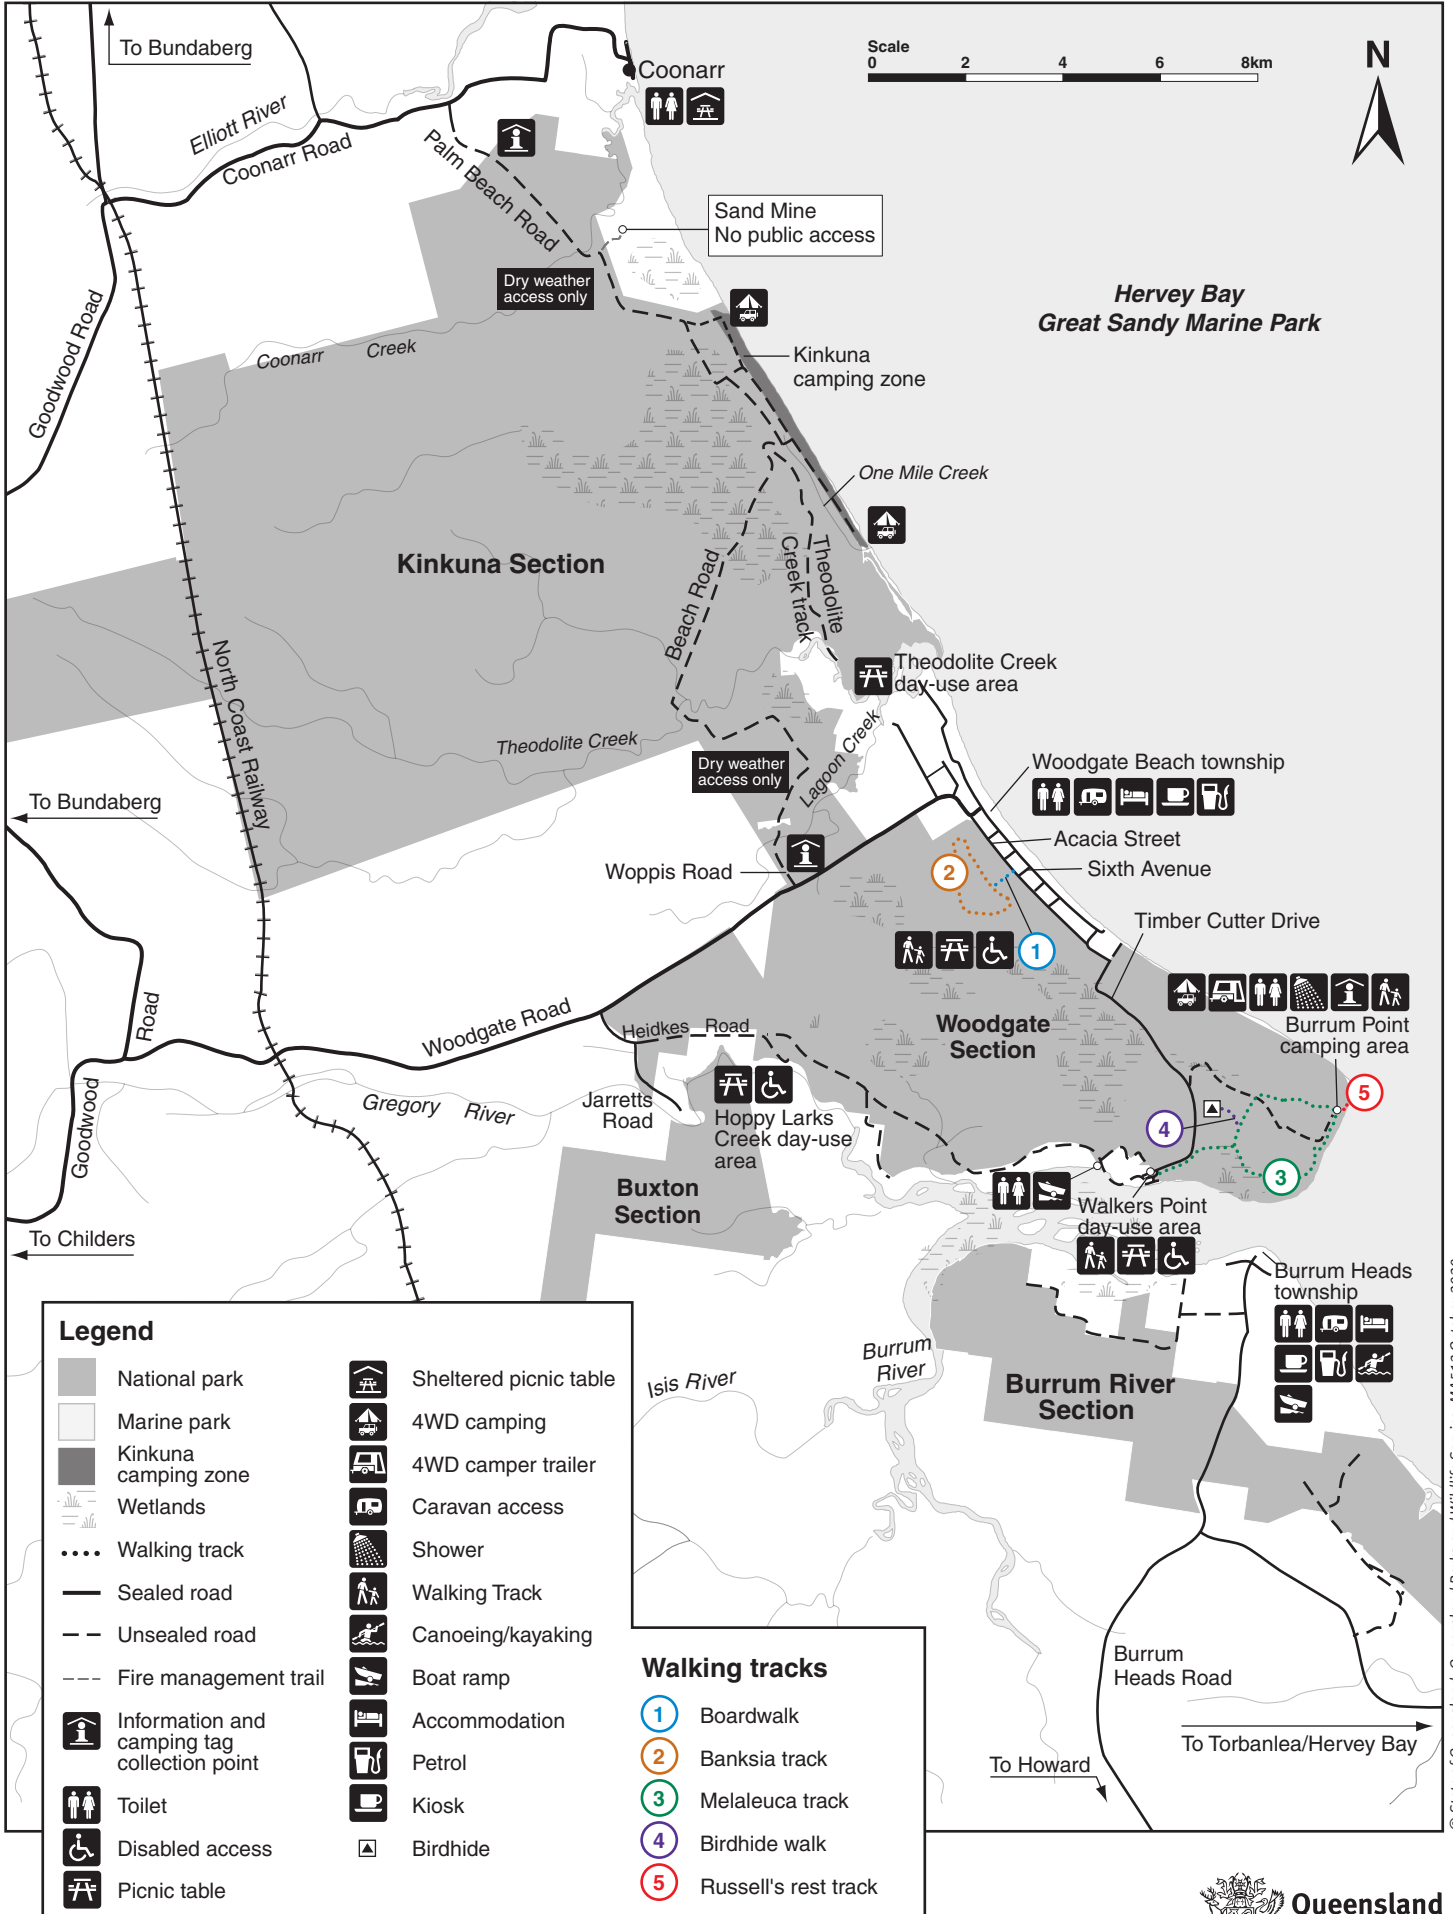 To Bundaberg
Coonarr
Scale
0 2 4 6 8km
N
Elliott River
Coonarr Road
Palm Beach Road
Sand Mine
No public access
Dry weather
access only
Hervey Bay
Great Sandy Marine Park
Goodwood Road
Coonarr Creek
Kinkuna
camping zone
One Mile Creek
Kinkuna Section
Beach Road
Theodolite
Creek track
North Coast Railway
Theodolite Creek
day-use area
Theodolite Creek
Lagoon Creek
Dry weather
access only
Woodgate Beach township
To Bundaberg
Acacia Street
Sixth Avenue
Woppis Road
2
1
Timber Cutter Drive
Goodwood
Road
Woodgate Road
Heidkes Road
Woodgate
Section
Burrum Point
camping area
5
Gregory River
Jarretts
Road
Hoppy Larks
Creek day-use
area
4
3
Buxton
Section
Walkers Point
day-use area
To Childers
Burrum Heads
township
Burrum
River
Isis River
Burrum River
Section
Burrum
Heads Road
To Torbanlea/Hervey Bay
To Howard
Legend
National park
Marine park
Kinkuna
camping zone
Wetlands
Walking track
Sealed road
Unsealed road
Fire management trail
Information and
camping tag
collection point
Toilet
Disabled access
Picnic table
Sheltered picnic table
4WD camping
4WD camper trailer
Caravan access
Shower
Walking Track
Canoeing/kayaking
Boat ramp
Accommodation
Petrol
Kiosk
Birdhide
Walking tracks
1 Boardwalk
2 Banksia track
3 Melaleuca track
4 Birdhide walk
5 Russell's rest track
Queensland